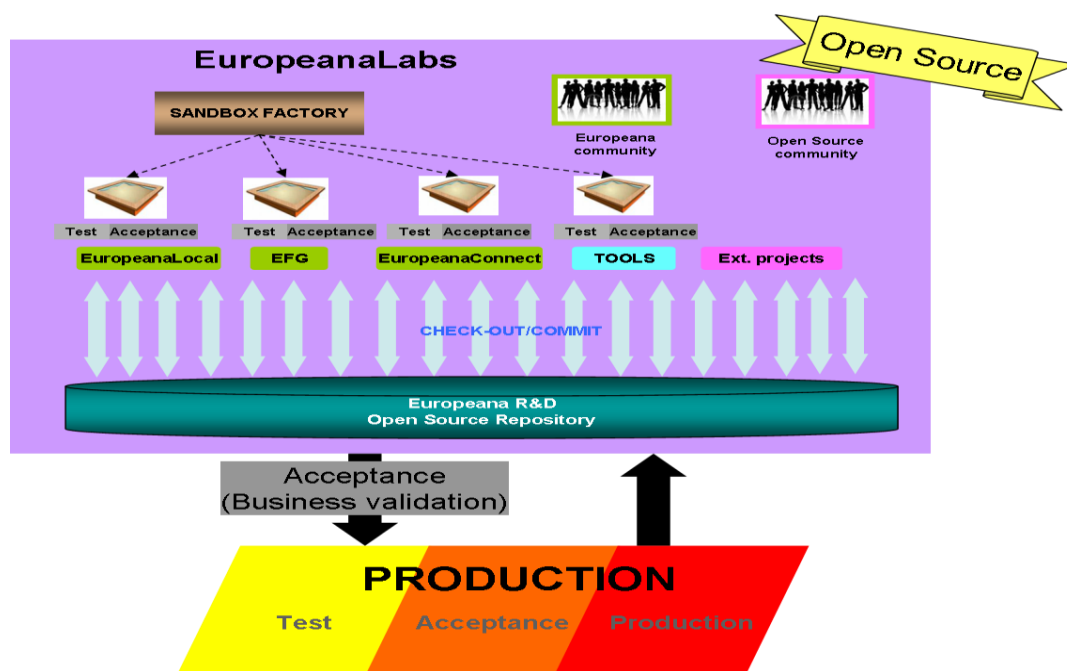 Open Source
EuropeanaLabs
SANDBOX FACTORY
Europeana
community
Open Source
community
Test Acceptance
Test Acceptance
Test Acceptance
Test Acceptance
EuropeanaLocal
EFG
EuropeanaConnect
TOOLS
Ext. projects
CHECK-OUT/COMMIT
Europeana R&D
Open Source Repository
Acceptance
(Business validation)
PRODUCTION
Test
Acceptance
Production